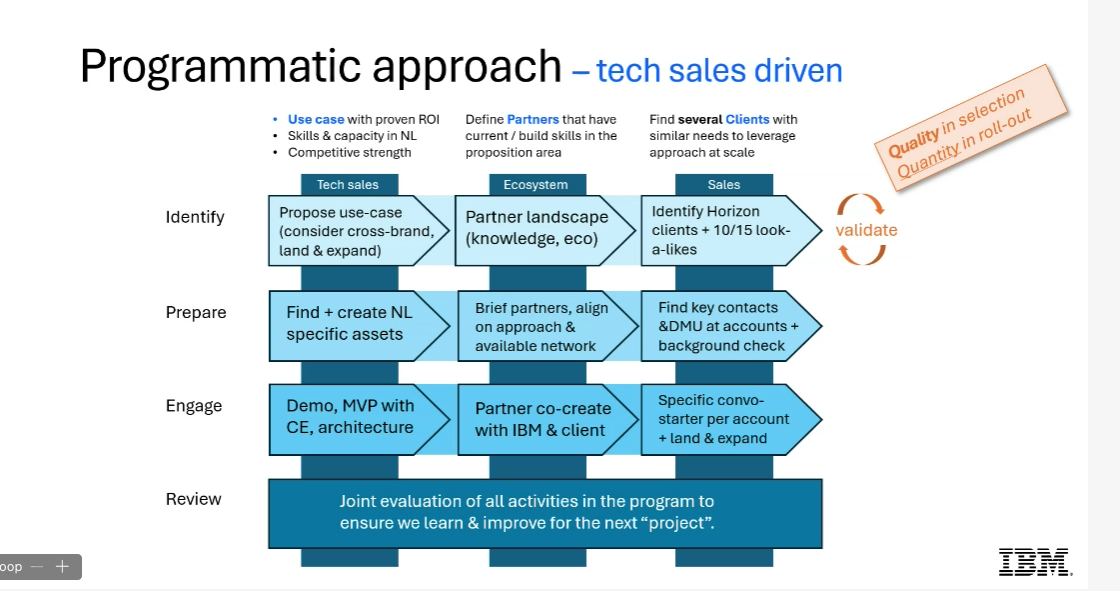 Programmatic approach – tech sales driven
• Use case with proven ROI
• Skills & capacity in NL
• Competitive strength
Define Partners that have
current / build skills in the
proposition area
Find several Clients with
similar needs to leverage
approach at scale
Quality in selection
Quantity in roll-out
Tech sales
Ecosystem
Sales
Identify
Propose use-case
(consider cross-brand,
land & expand)
Partner landscape
(knowledge, eco)
Identify Horizon
clients + 10/15 look-
a-likes
validate
Prepare
Find + create NL
specific assets
Brief partners, align
on approach &
available network
Find key contacts
&DMU at accounts +
background check
Engage
Demo, MVP with
CE, architecture
Partner co-create
with IBM & client
Specific convo-
starter per account
+ land & expand
Review
Joint evaluation of all activities in the program to
ensure we learn & improve for the next “project”.
oop — +
IBM.